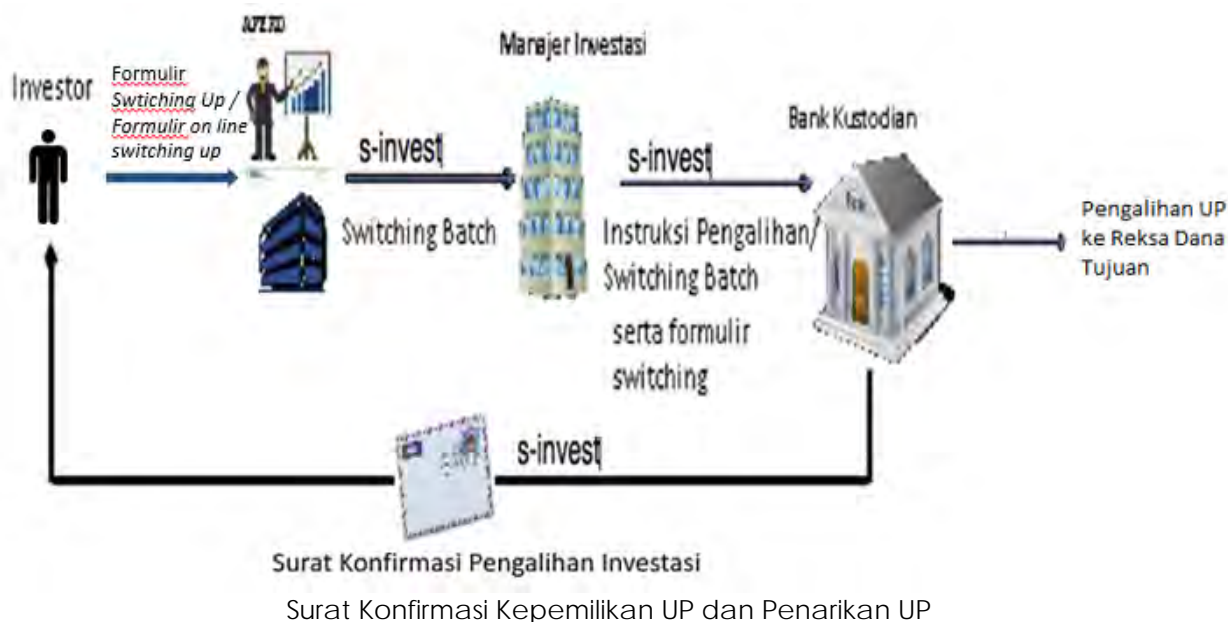 Investor
Formulir
Swtiching Up /
Formulir on line
switching up
s-invest
Switching Batch
Manajer Investasi
s-invest
Instruksi Pengalihan/
Switching Batch
serta formulir
switching
Bank Kustodian
Bank
Pengalihan UP
ke Reksa Dana
Tujuan
s-invest
Surat Konfirmasi Pengalihan Investasi
Surat Konfirmasi Kepemilikan UP dan Penarikan UP